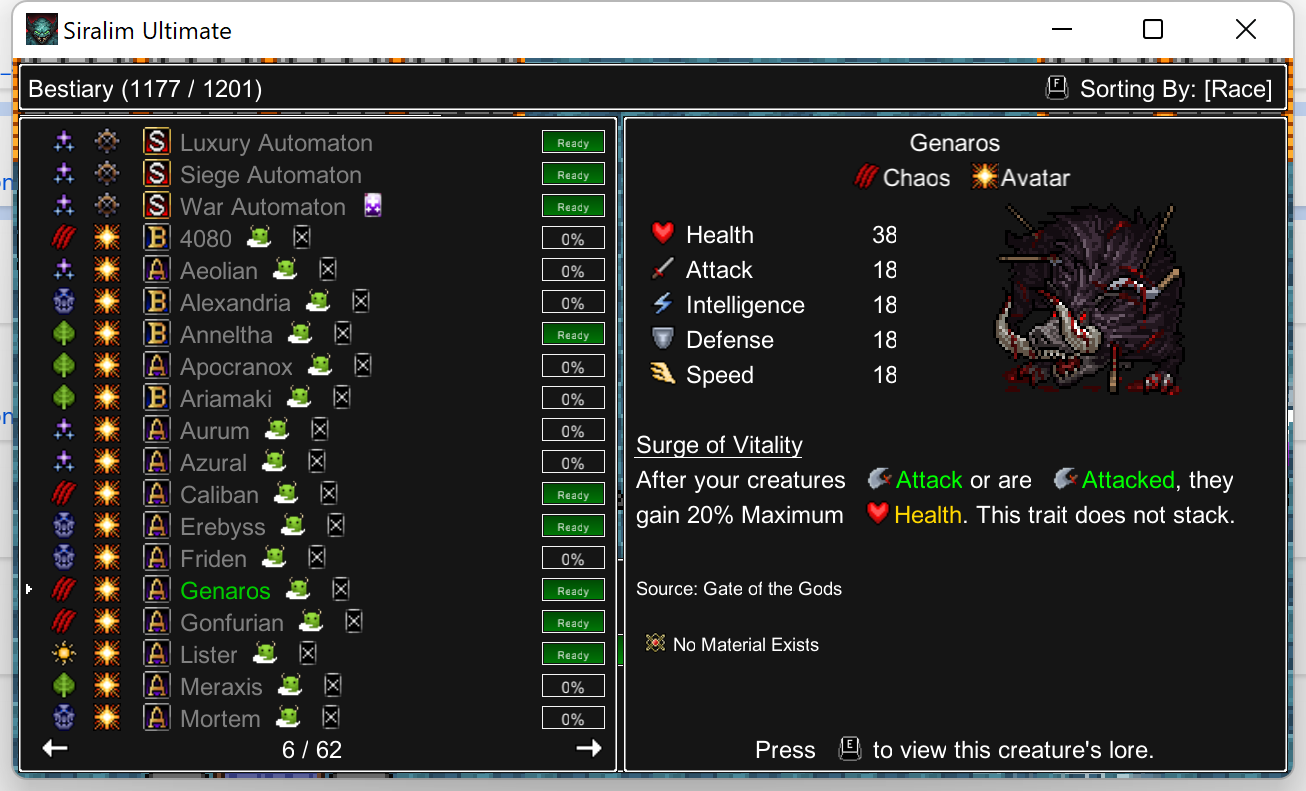 Siralim Ultimate
Bestiary (1177 / 1201)
F Sorting By: [Race]
S Luxury Automaton Ready
S Siege Automaton Ready
S War Automaton Ready
B 4080 0%
A Aeolian 0%
B Alexandria 0%
B Anneltha Ready
A Apocranox 0%
B Ariamaki 0%
A Aurum 0%
A Azural 0%
A Caliban Ready
A Erebyss Ready
A Friden 0%
A Genaros Ready
A Gonfurian Ready
A Lister Ready
A Meraxis 0%
A Mortem 0%
6 / 62
Genaros
Chaos Avatar
Health 38
Attack 18
Intelligence 18
Defense 18
Speed 18
Surge of Vitality
After your creatures Attack or are Attacked, they
gain 20% Maximum Health. This trait does not stack.
Source: Gate of the Gods
No Material Exists
Press E to view this creature's lore.